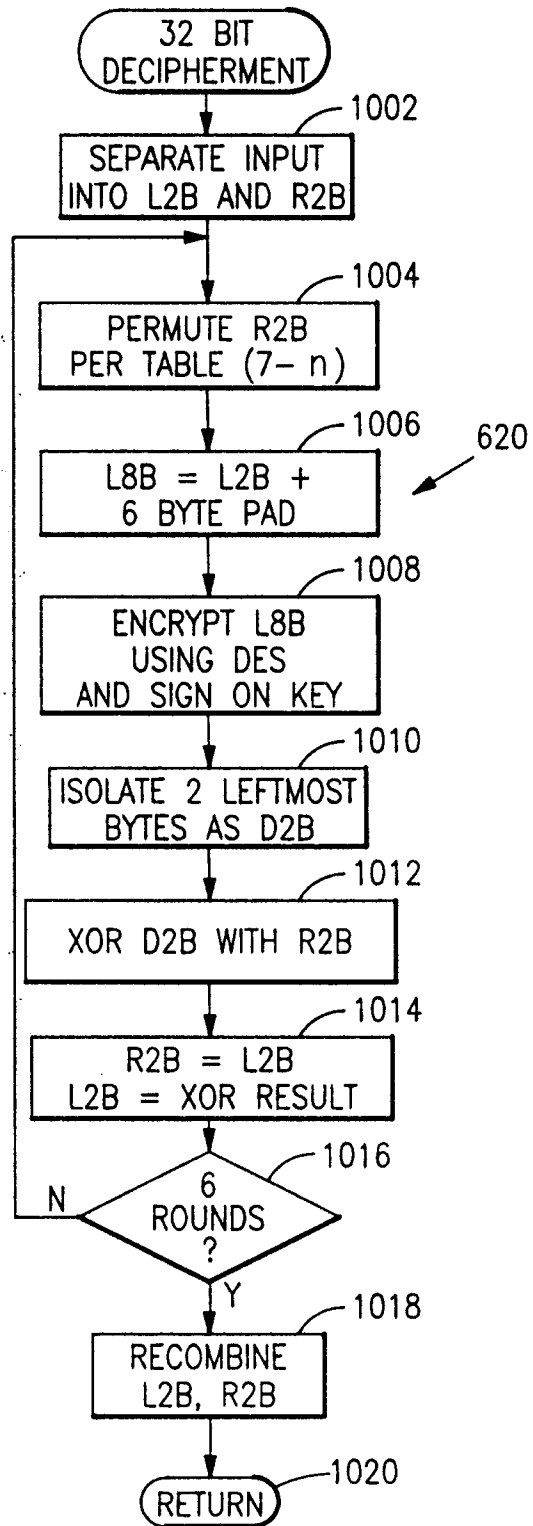 32 BIT
DECIPHERMENT
1002
SEPARATE INPUT
INTO L2B AND R2B
1004
PERMUTE R2B
PER TABLE (7- n)
1006
620
L8B = L2B +
6 BYTE PAD
1008
ENCRYPT L8B
USING DES
AND SIGN ON KEY
1010
ISOLATE 2 LEFTMOST
BYTES AS D2B
1012
XOR D2B WITH R2B
1014
R2B = L2B
L2B = XOR RESULT
1016
6
N
ROUNDS
?
Y
1018
RECOMBINE
L2B, R2B
1020
RETURN